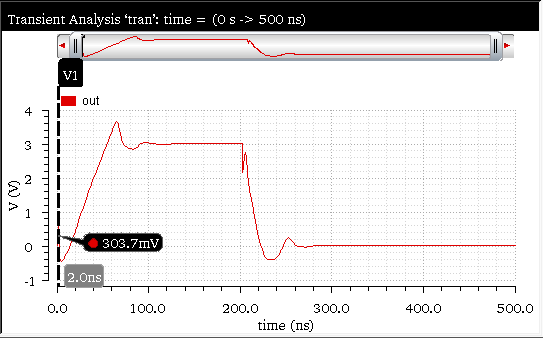 Transient Analysis ‘tran’: time = (0 s -> 500 ns)
V1
out
4
3
2
1
0
-1
V (V)
303.7mV
2.0ns
0.0 100.0 200.0 300.0 400.0 500.0
time (ns)